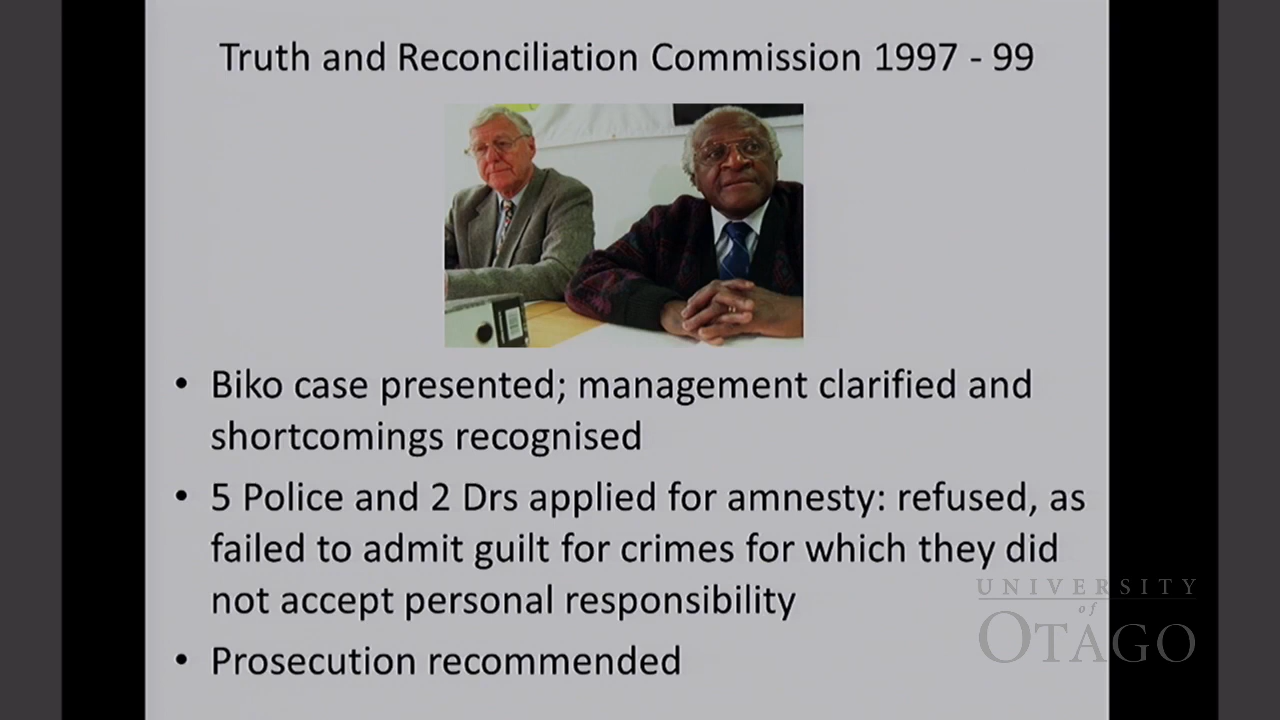 Truth and Reconciliation Commission 1997 - 99
• Biko case presented; management clarified and
shortcomings recognised
• 5 Police and 2 Drs applied for amnesty: refused, as
failed to admit guilt for crimes for which they did
not accept personal responsibility
• Prosecution recommended
UNIVERSITY
of
OTAGO